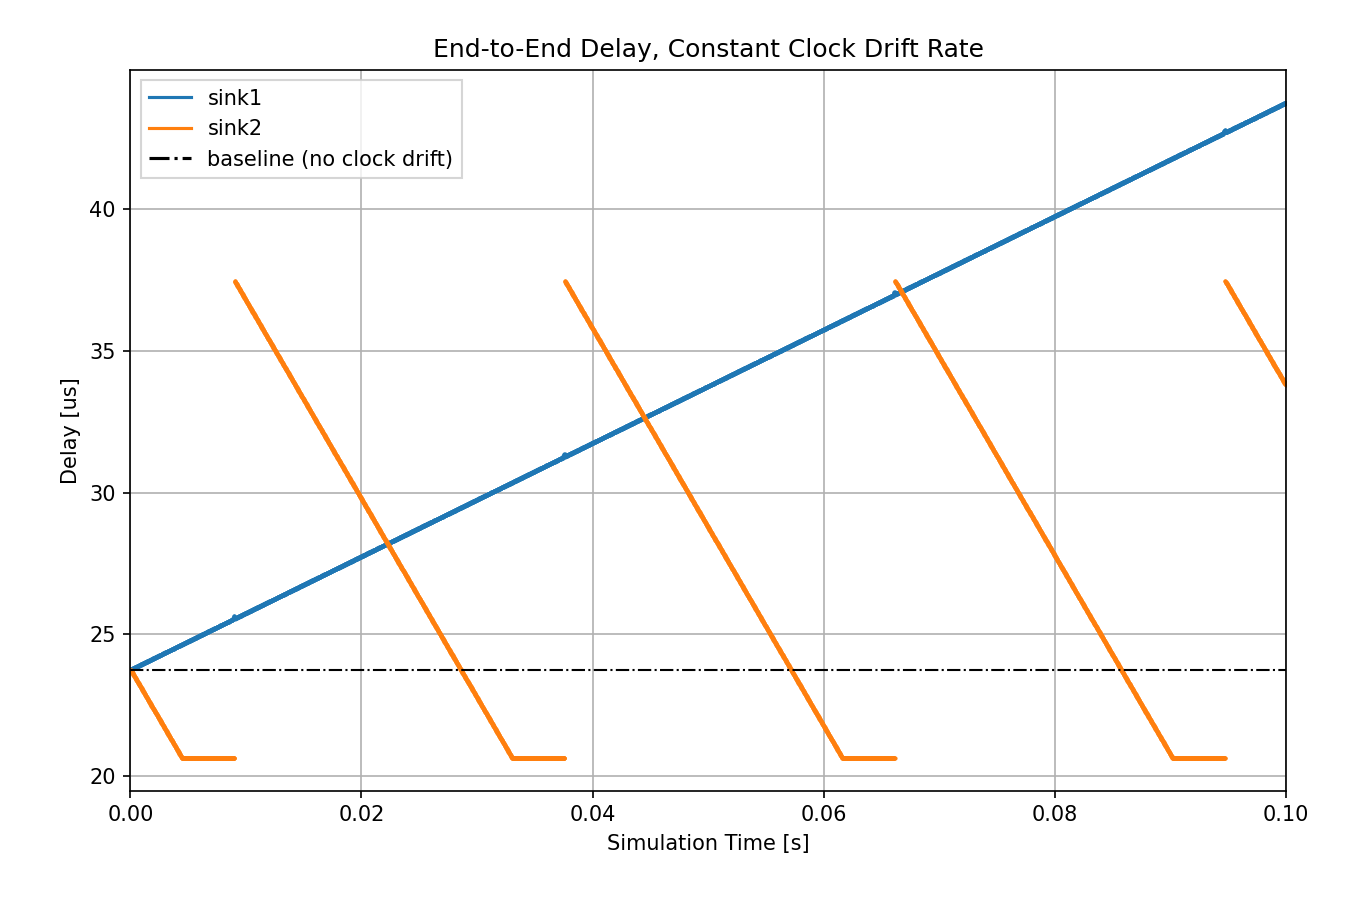 End-to-End Delay, Constant Clock Drift Rate
sink1
sink2
baseline (no clock drift)
Delay [us]
40
35
30
25
20
0.00 0.02 0.04 0.06 0.08 0.10
Simulation Time [s]